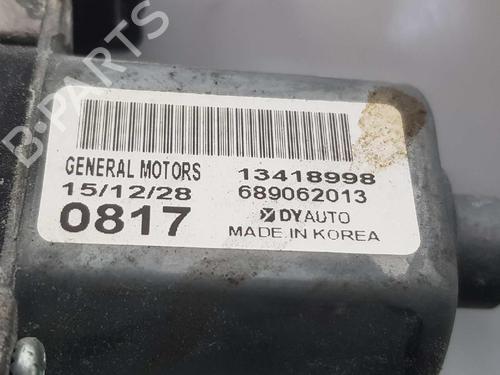 B-PARTS
GENERAL MOTORS 13418998
15/12/28 689062013
0817 DYAUTO
MADE IN KOREA